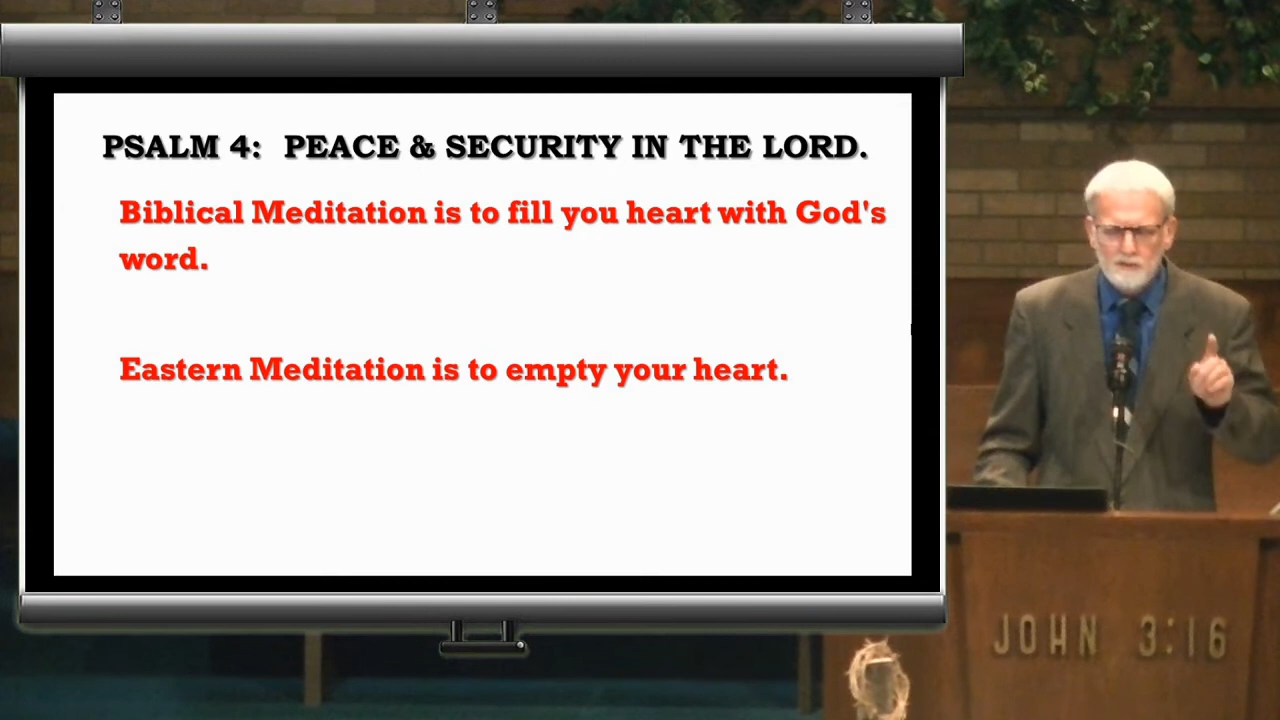 PSALM 4: PEACE & SECURITY IN THE LORD.
Biblical Meditation is to fill you heart with God's
word.
Eastern Meditation is to empty your heart.
JOHN 3:16